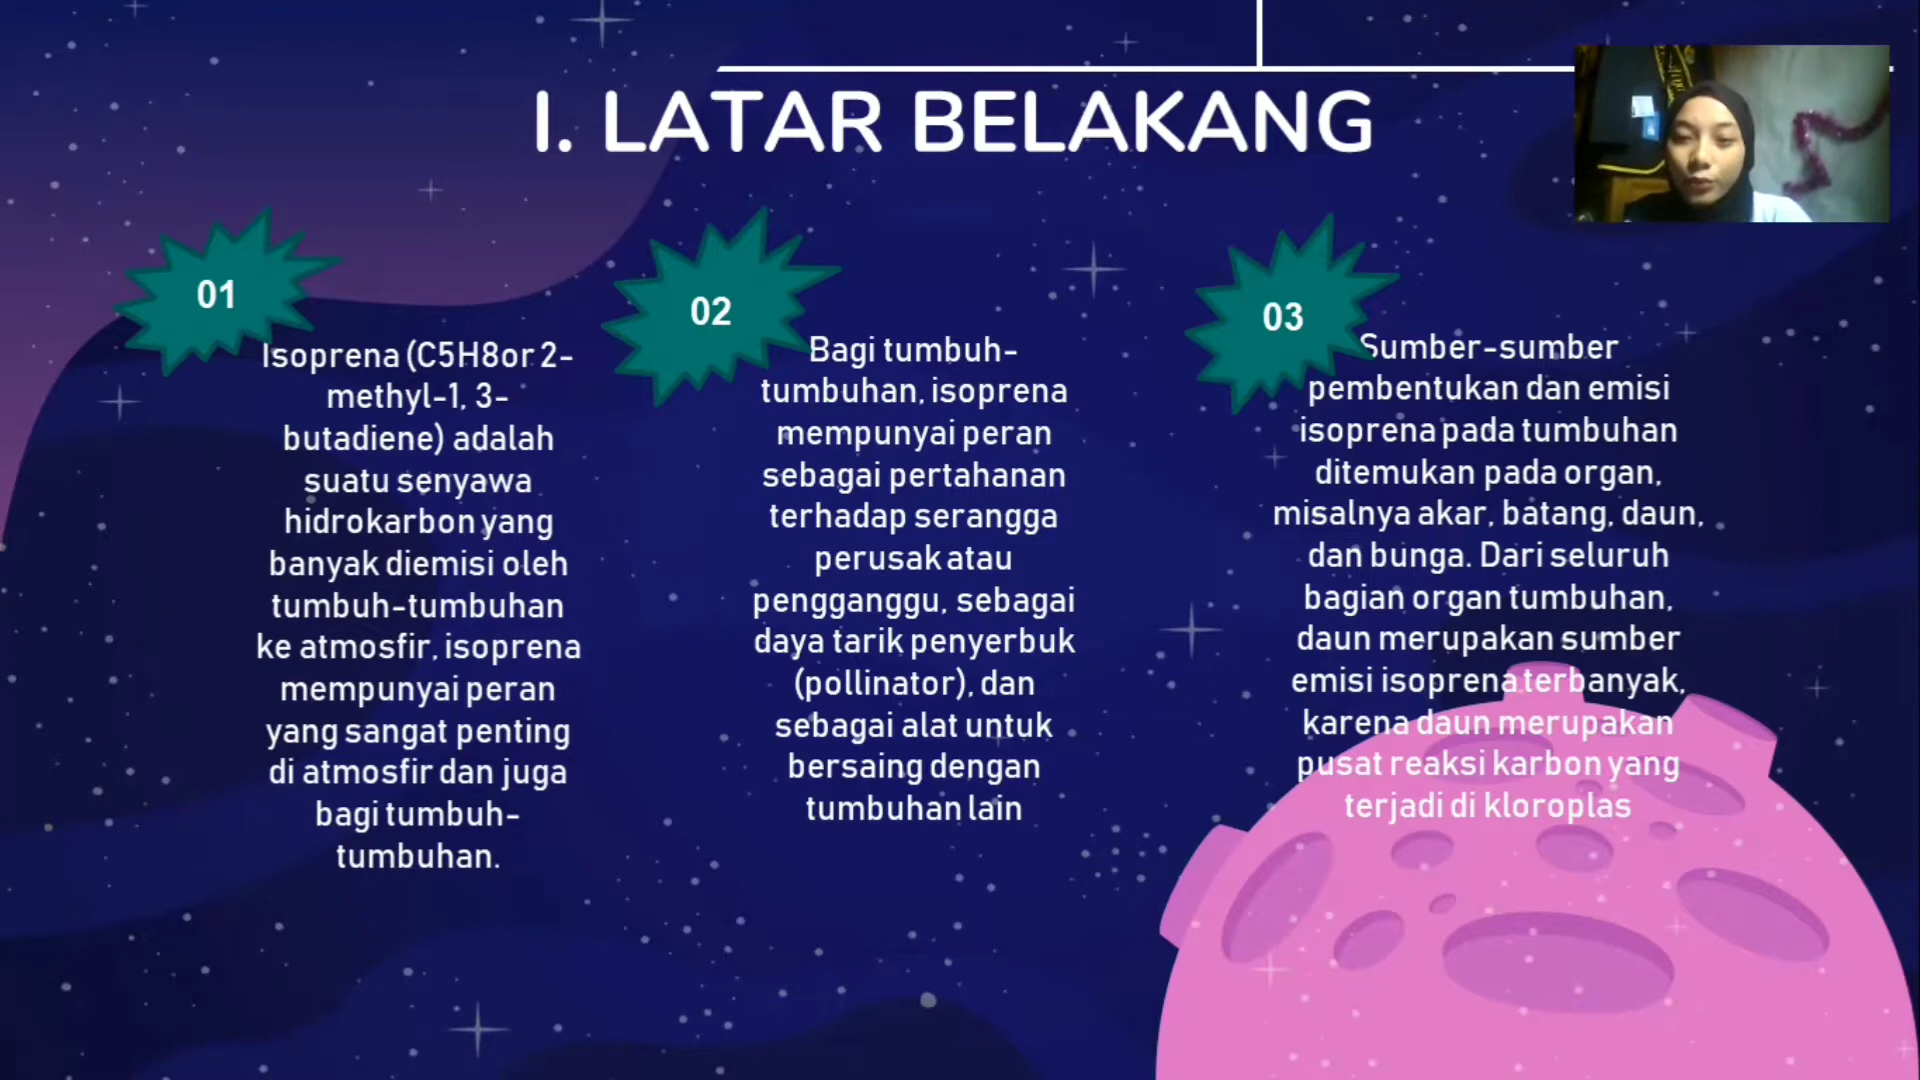 I. LATAR BELAKANG
01
Isoprena (C5H8or 2-
methyl-1, 3-
butadiene) adalah
suatu senyawa
hidrokarbon yang
banyak diemisi oleh
tumbuh-tumbuhan
ke atmosfir, isoprena
mempunyai peran
yang sangat penting
di atmosfir dan juga
bagi tumbuh-
tumbuhan.
02
Bagi tumbuh-
tumbuhan, isoprena
mempunyai peran
sebagai pertahanan
terhadap serangga
perusak atau
pengganggu, sebagai
daya tarik penyerbuk
(pollinator), dan
sebagai alat untuk
bersaing dengan
tumbuhan lain
03
Sumber-sumber
pembentukan dan emisi
isoprena pada tumbuhan
ditemukan pada organ,
misalnya akar, batang, daun,
dan bunga. Dari seluruh
bagian organ tumbuhan,
daun merupakan sumber
emisi isoprena terbanyak,
karena daun merupakan
pusat reaksi karbon yang
terjadi di kloroplas